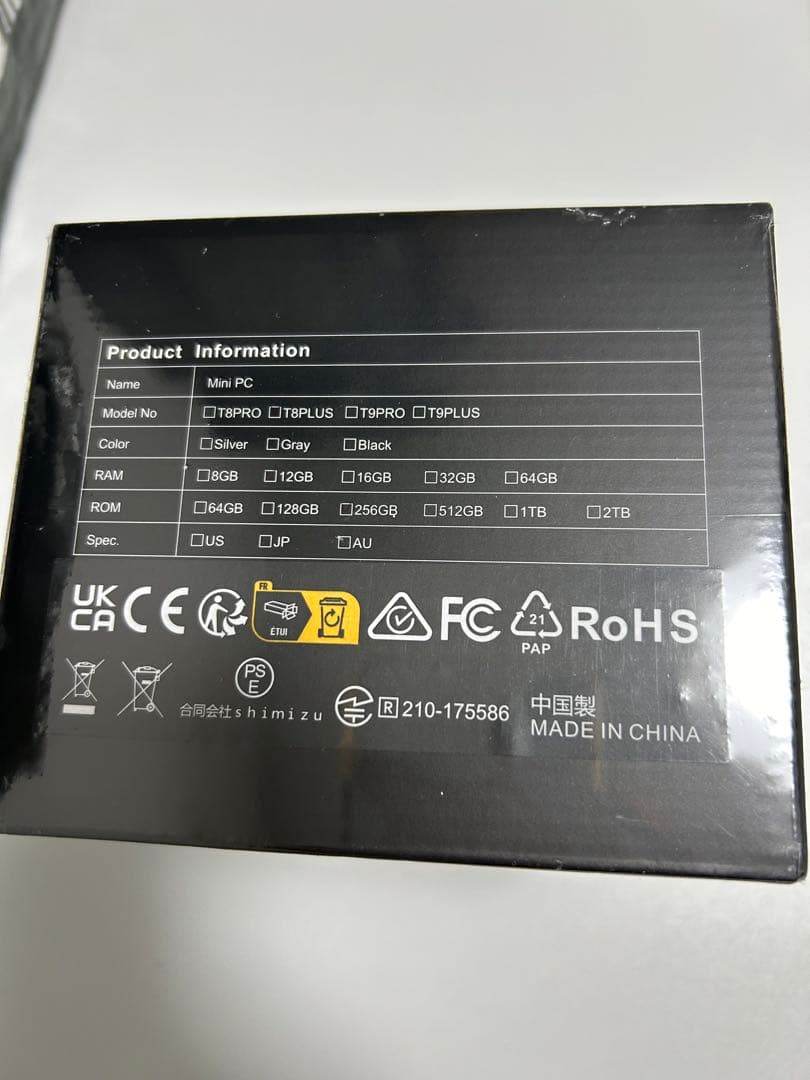 Product Information
Name Mini PC
Model No ☐T8PRO ☐T8PLUS ☐T9PRO ☐T9PLUS
Color ☐Silver ☐Gray ☐Black
RAM ☐8GB ☐12GB ☐16GB ☐32GB ☐64GB
ROM ☐64GB ☐128GB ☐256GB ☐512GB ☐1TB ☐2TB
Spec. ☐US ☐JP ☐AU
UK
CA CE FR ÉTUI FC 21 PAP RoHS
PS
E
合同会社shimizu
R 210-175586
中国製
MADE IN CHINA